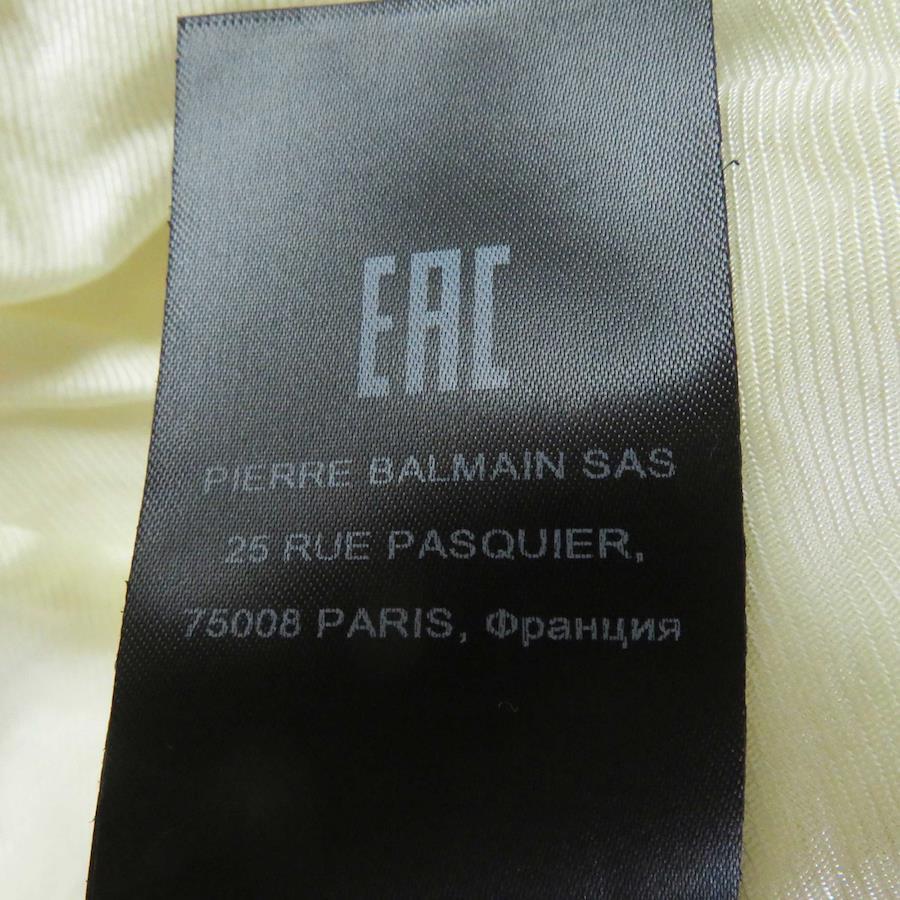 EAC
PIERRE BALMAIN SAS
25 RUE PASQUIER,
75008 PARIS, Франция